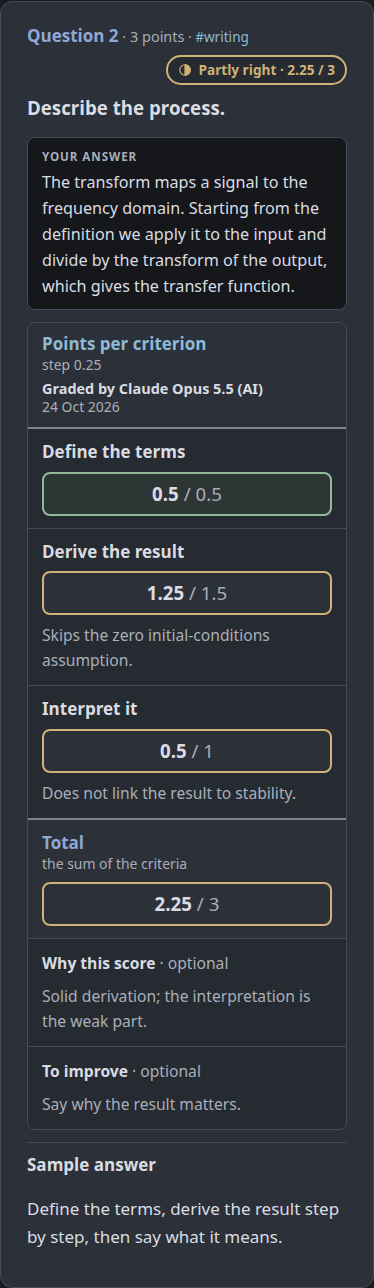 Question 2 · 3 points · #writing
Partly right · 2.25 / 3
Describe the process.
YOUR ANSWER
The transform maps a signal to the
frequency domain. Starting from the
definition we apply it to the input and
divide by the transform of the output,
which gives the transfer function.
Points per criterion
step 0.25
Graded by Claude Opus 5.5 (AI)
24 Oct 2026
Define the terms
0.5 / 0.5
Derive the result
1.25 / 1.5
Skips the zero initial-conditions
assumption.
Interpret it
0.5 / 1
Does not link the result to stability.
Total
the sum of the criteria
2.25 / 3
Why this score · optional
Solid derivation; the interpretation is
the weak part.
To improve · optional
Say why the result matters.
Sample answer
Define the terms, derive the result step
by step, then say what it means.